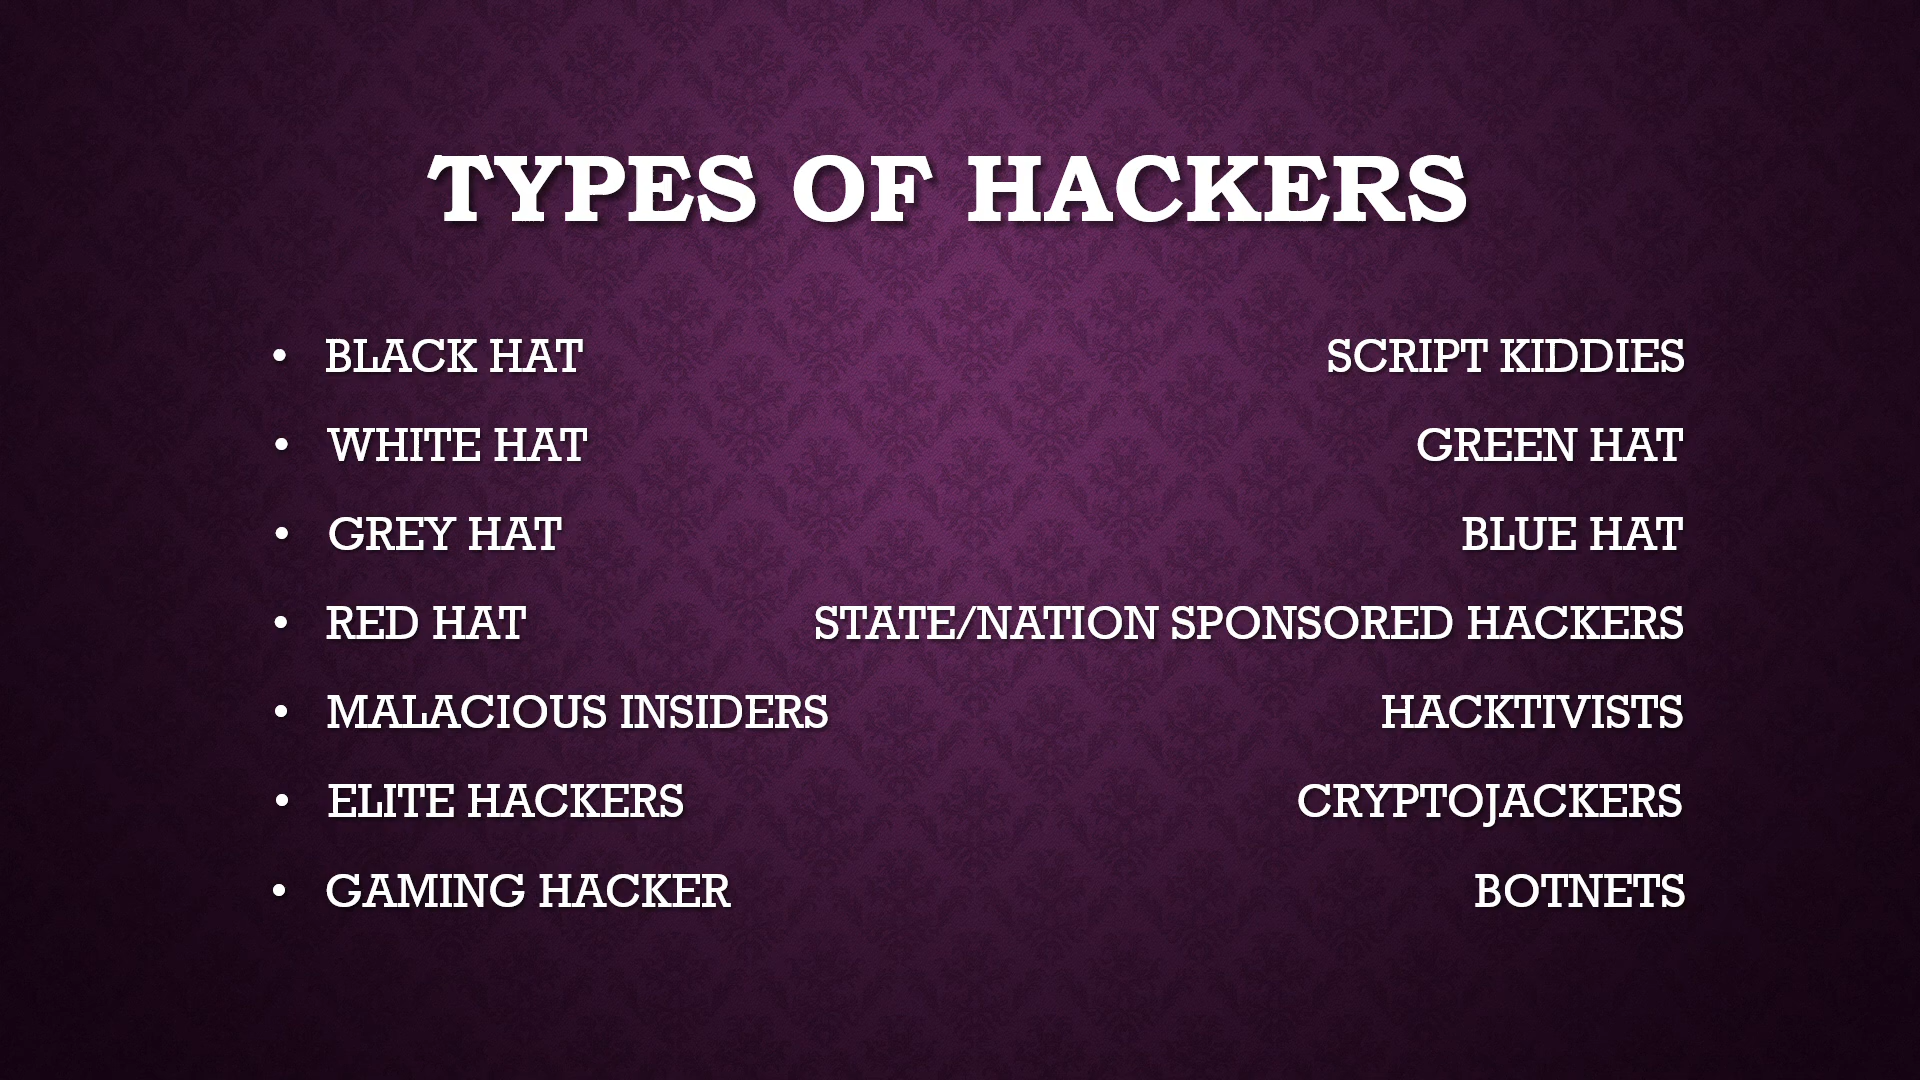 TYPES OF HACKERS
• BLACK HAT SCRIPT KIDDIES
• WHITE HAT GREEN HAT
• GREY HAT BLUE HAT
• RED HAT STATE/NATION SPONSORED HACKERS
• MALACIOUS INSIDERS HACKTIVISTS
• ELITE HACKERS CRYPTOJACKERS
• GAMING HACKER BOTNETS